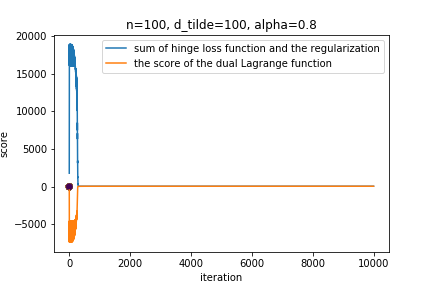 n=100, d_tilde=100, alpha=0.8
sum of hinge loss function and the regularization
the score of the dual Lagrange function
20000
15000
10000
5000
0
−5000
score
0
2000
4000
6000
8000
10000
iteration